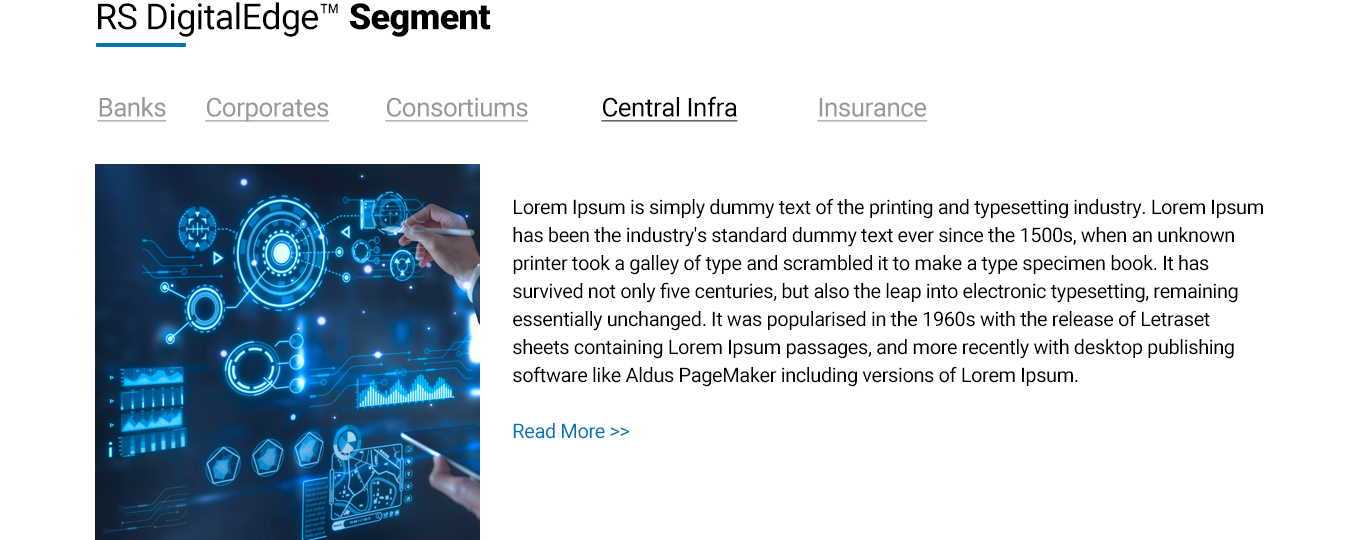 RS DigitalEdge™ Segment
Banks Corporates Consortiums Central Infra Insurance
Lorem Ipsum is simply dummy text of the printing and typesetting industry. Lorem Ipsum
has been the industry's standard dummy text ever since the 1500s, when an unknown
printer took a galley of type and scrambled it to make a type specimen book. It has
survived not only five centuries, but also the leap into electronic typesetting, remaining
essentially unchanged. It was popularised in the 1960s with the release of Letraset
sheets containing Lorem Ipsum passages, and more recently with desktop publishing
software like Aldus PageMaker including versions of Lorem Ipsum.
Read More >>